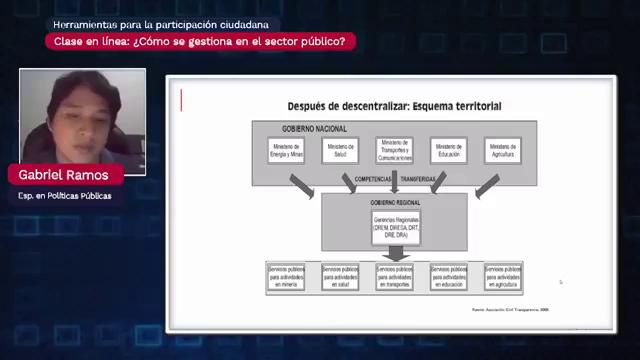 Herramientas para la participación ciudadana
Clase en línea: ¿Cómo se gestiona en el sector público?
Gabriel Ramos
Esp. en Políticas Públicas
Después de descentralizar: Esquema territorial
GOBIERNO NACIONAL
Ministerio de
Energía y Minas
Ministerio de
Salud
Ministerio de
Transportes y
Comunicaciones
Ministerio de
Educación
Ministerio de
Agricultura
COMPETENCIAS TRANSFERIDAS
GOBIERNO REGIONAL
Gerencias Regionales
(DREM, DIRESA, DRT,
DRE, DRA)
Servicios públicos
para actividades
en minería
Servicios públicos
para actividades
en salud
Servicios públicos
para actividades
en transportes
Servicios públicos
para actividades
en educación
Servicios públicos
para actividades
en agricultura
Fuente: Asociación Civil Transparencia,